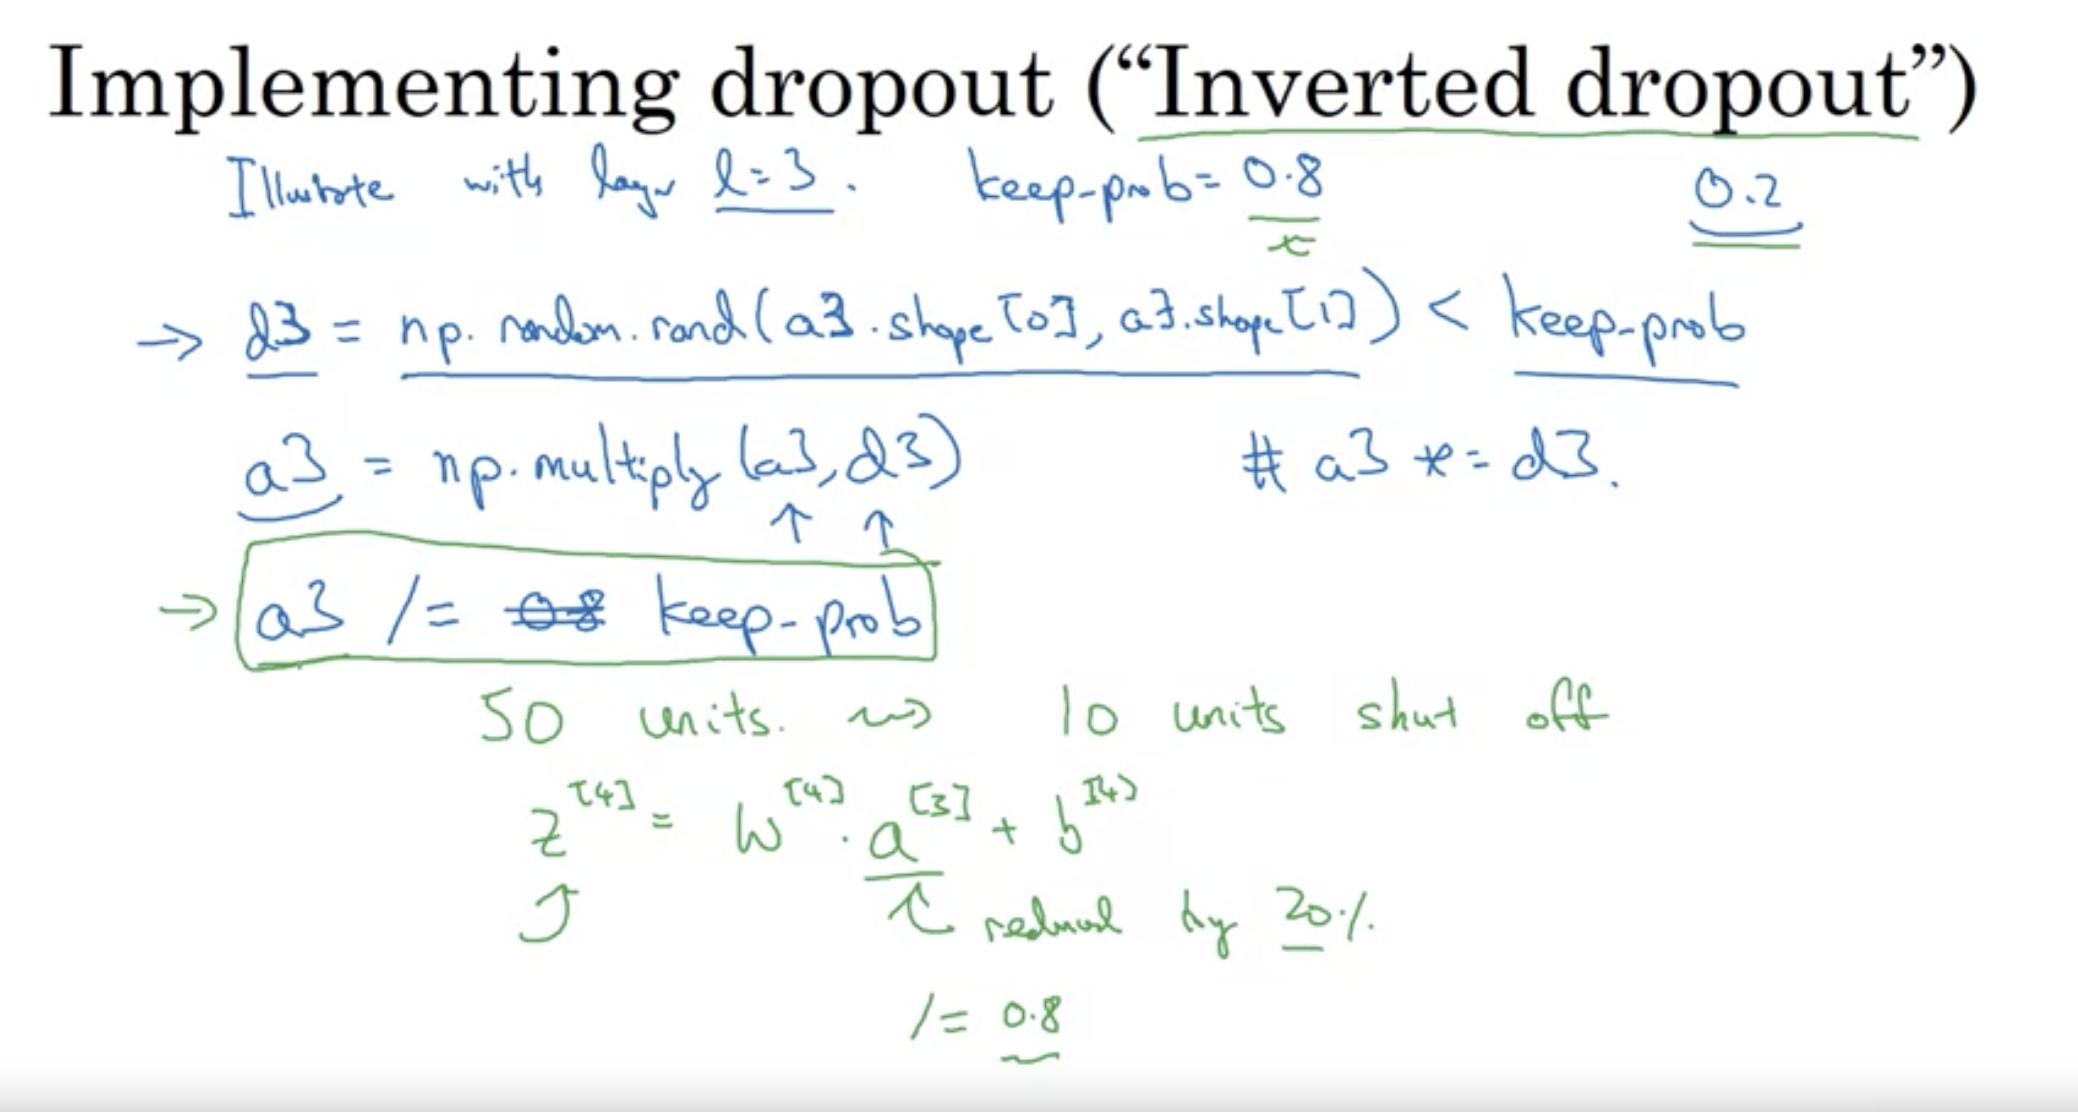 Implementing dropout (“Inverted dropout”)
Illustrate with layer l=3. keep-prob= 0.8 0.2
→ d3 = np.random.rand(a3.shape[0], a3.shape[1]) < keep-prob
a3 = np.multiply(a3, d3) # a3 *= d3.
↑ ↑
→ a3 /= 0.8 keep-prob
50 units. ⇝ 10 units shut off
z[4] = W[4] · a[3] + b[4]
reduced by 20%.
/= 0.8